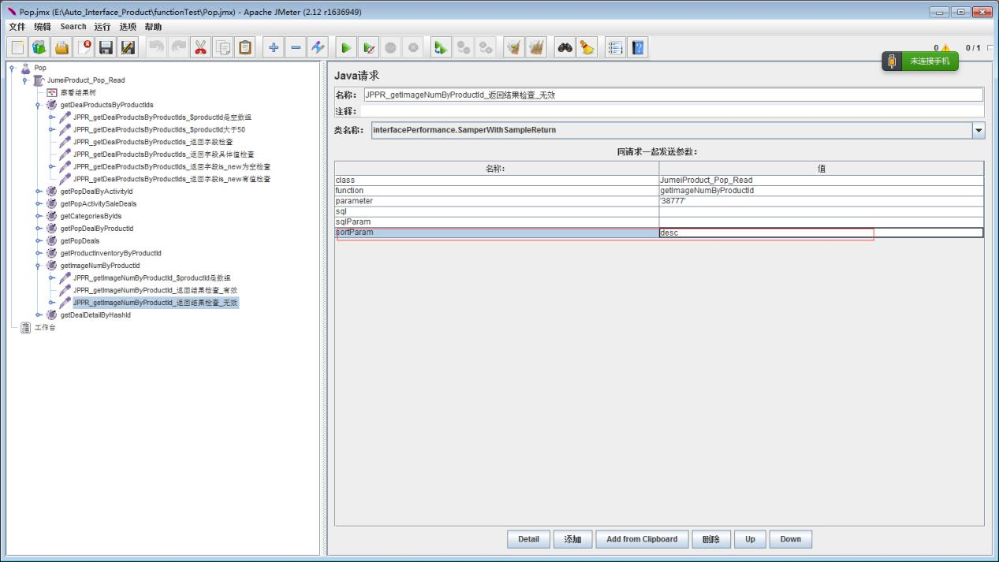 Pop.jmx (E:\Auto_Interface_Product\functionTest\Pop.jmx) - Apache JMeter (2.12 r1636949)
文件 编辑 Search 运行 选项 帮助
0 0 / 1
未连接手机
Pop
JumeiProduct_Pop_Read
察看结果树
getDealProductsByProductIds
JPPR_getDealProductsByProductIds_$productId是空数组
JPPR_getDealProductsByProductIds_$productId大于50
JPPR_getDealProductsByProductIds_返回字段检查
JPPR_getDealProductsByProductIds_返回字段具体值检查
JPPR_getDealProductsByProductIds_返回字段is_new为空检查
JPPR_getDealProductsByProductIds_返回字段is_new有值检查
getPopDealByActivityId
getPopActivitySaleDeals
getCategoriesByIds
getPopDealByProductId
getPopDeals
getProductInventoryByProductId
getImageNumByProductId
JPPR_getImageNumByProductId_$productId是数组
JPPR_getImageNumByProductId_返回结果检查_有效
JPPR_getImageNumByProductId_返回结果检查_无效
getDealDetailByHashId
工作台
Java请求
名称： JPPR_getImageNumByProductId_返回结果检查_无效
注释：
类名称： interfacePerformance.SamperWithSampleReturn
同请求一起发送参数：
名称： 值
class JumeiProduct_Pop_Read
function getImageNumByProductId
parameter '38777'
sql
sqlParam
sortParam desc
Detail 添加 Add from Clipboard 删除 Up Down